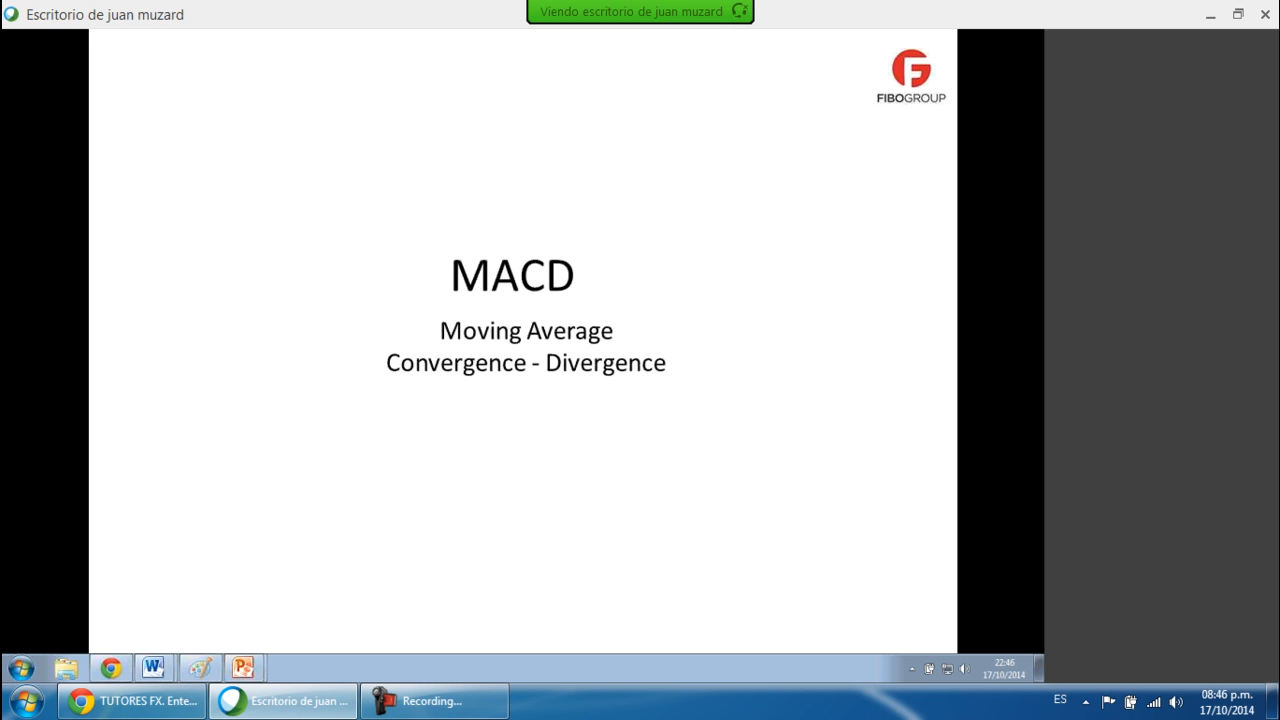 Escritorio de juan muzard
Viendo escritorio de juan muzard
FIBOGROUP
MACD
Moving Average
Convergence - Divergence
22:46
17/10/2014
TUTORES FX. Ente...
Escritorio de juan ...
Recording...
ES
08:46 p.m.
17/10/2014